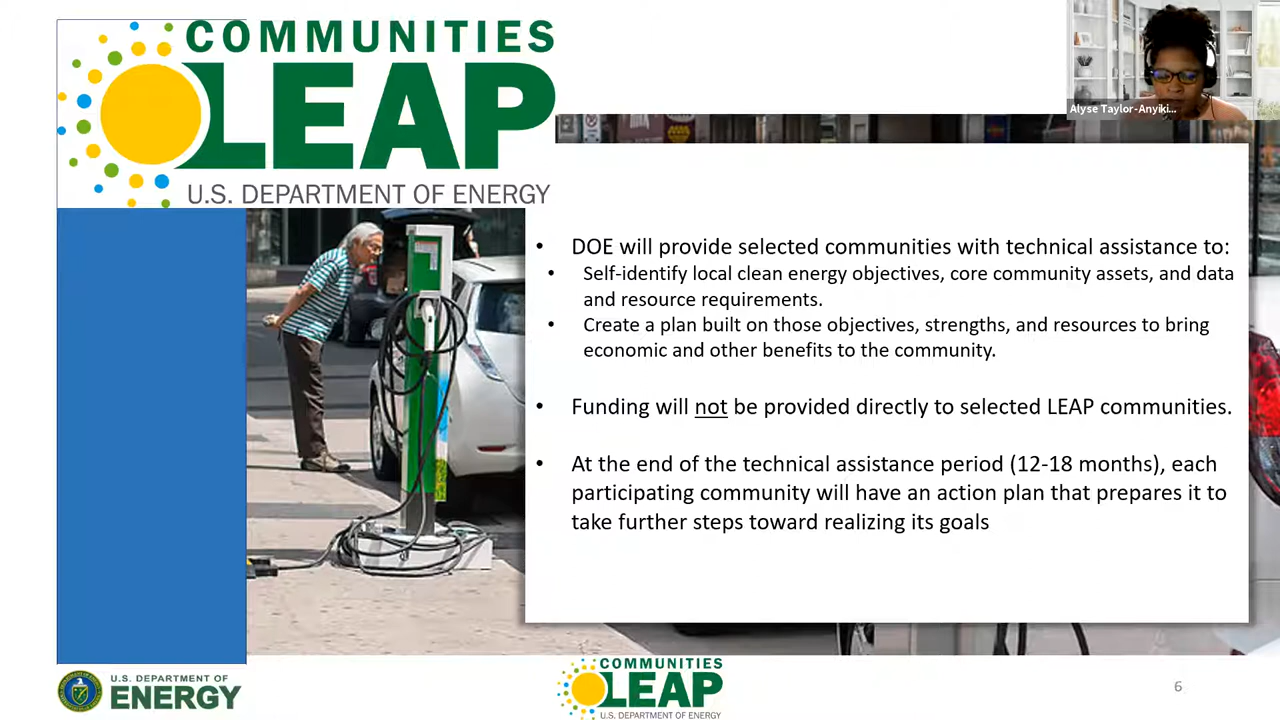 COMMUNITIES
LEAP
U.S. DEPARTMENT OF ENERGY
Alyse Taylor-Anyiki...
• DOE will provide selected communities with technical assistance to:
• Self-identify local clean energy objectives, core community assets, and data
and resource requirements.
• Create a plan built on those objectives, strengths, and resources to bring
economic and other benefits to the community.
• Funding will not be provided directly to selected LEAP communities.
• At the end of the technical assistance period (12-18 months), each
participating community will have an action plan that prepares it to
take further steps toward realizing its goals
U.S. DEPARTMENT OF
ENERGY
COMMUNITIES
LEAP
U.S. DEPARTMENT OF ENERGY
6